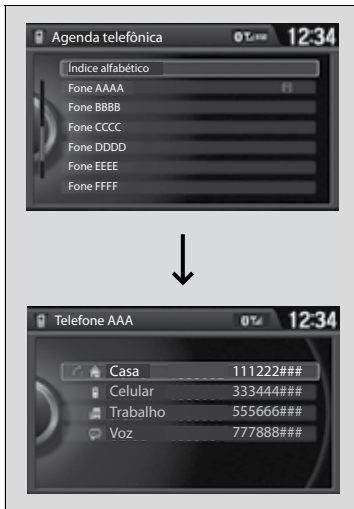 Agenda telefônica 12:34
Índice alfabético
Fone AAAA
Fone BBBB
Fone CCCC
Fone DDDD
Fone EEEE
Fone FFFF
Telefone AAA 12:34
Casa 111222###
Celular 333444###
Trabalho 555666###
Voz 777888###